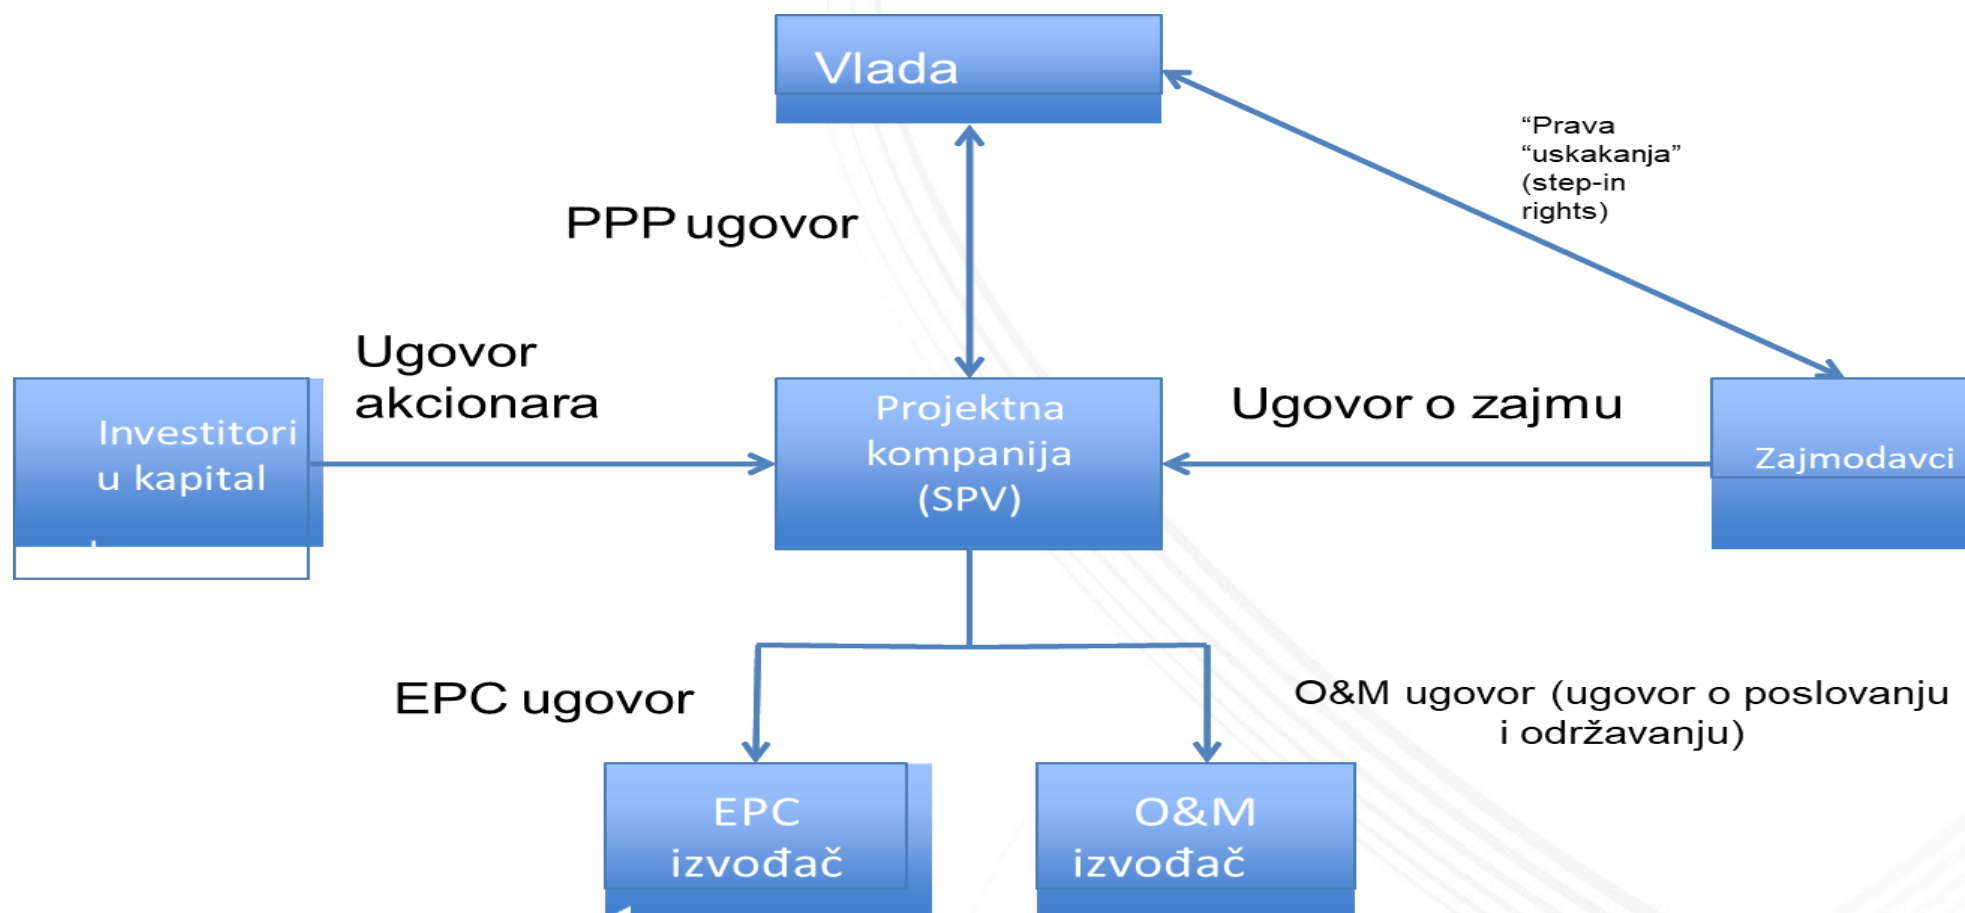 Vlada
“Prava
“uskakanja”
(step-in
rights)
PPP ugovor
Ugovor
akcionara
Investitori
u kapital
Projektna
kompanija
(SPV)
Ugovor o zajmu
Zajmodavci
EPC ugovor
O&M ugovor (ugovor o poslovanju
i održavanju)
EPC
izvođač
O&M
izvođač